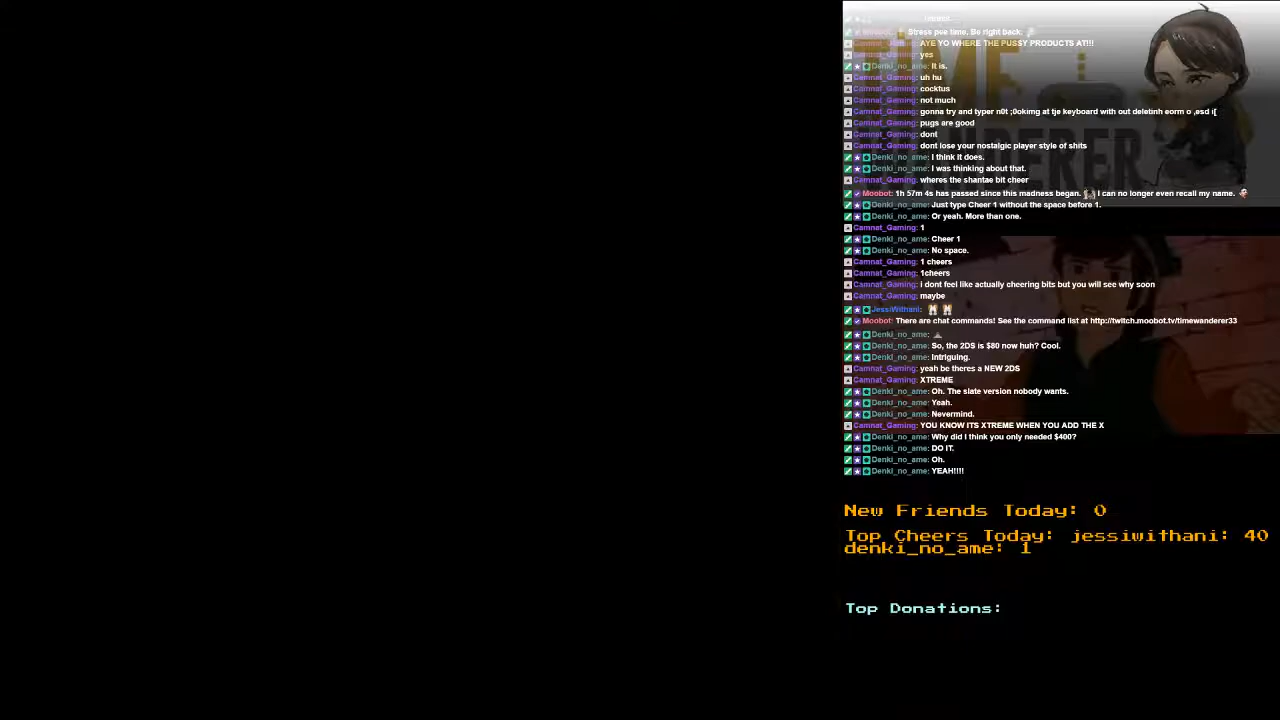 Moobot: Stress pee time. Be right back.
Camnat_Gaming: AYE YO WHERE THE PUSSY PRODUCTS AT!!!
Camnat_Gaming: yes
Denki_no_ame: It is.
Camnat_Gaming: uh hu
Camnat_Gaming: cocktus
Camnat_Gaming: not much
Camnat_Gaming: gonna try and typer n0t ;0okimg at tje keyboard with out deletinh eorm o ,esd i[
Camnat_Gaming: pugs are good
Camnat_Gaming: dont
Camnat_Gaming: dont lose your nostalgic player style of shits
Denki_no_ame: I think it does.
Denki_no_ame: I was thinking about that.
Camnat_Gaming: wheres the shantae bit cheer
Moobot: 1h 57m 4s has passed since this madness began. I can no longer even recall my name.
Denki_no_ame: Just type Cheer 1 without the space before 1.
Denki_no_ame: Or yeah. More than one.
Camnat_Gaming: 1
Denki_no_ame: Cheer 1
Denki_no_ame: No space.
Camnat_Gaming: 1 cheers
Camnat_Gaming: 1cheers
Camnat_Gaming: i dont feel like actually cheering bits but you will see why soon
Camnat_Gaming: maybe
JessiWithani:
Moobot: There are chat commands! See the command list at http://twitch.moobot.tv/timewanderer33
Denki_no_ame:
Denki_no_ame: So, the 2DS is $80 now huh? Cool.
Denki_no_ame: Intriguing.
Camnat_Gaming: yeah be theres a NEW 2DS
Camnat_Gaming: XTREME
Denki_no_ame: Oh. The slate version nobody wants.
Denki_no_ame: Yeah.
Denki_no_ame: Nevermind.
Camnat_Gaming: YOU KNOW ITS XTREME WHEN YOU ADD THE X
Denki_no_ame: Why did I think you only needed $400?
Denki_no_ame: DO IT.
Denki_no_ame: Oh.
Denki_no_ame: YEAH!!!!
TIME
WANDERER
New Friends Today: 0
Top Cheers Today: jessiwithani: 40
denki_no_ame: 1
Top Donations: